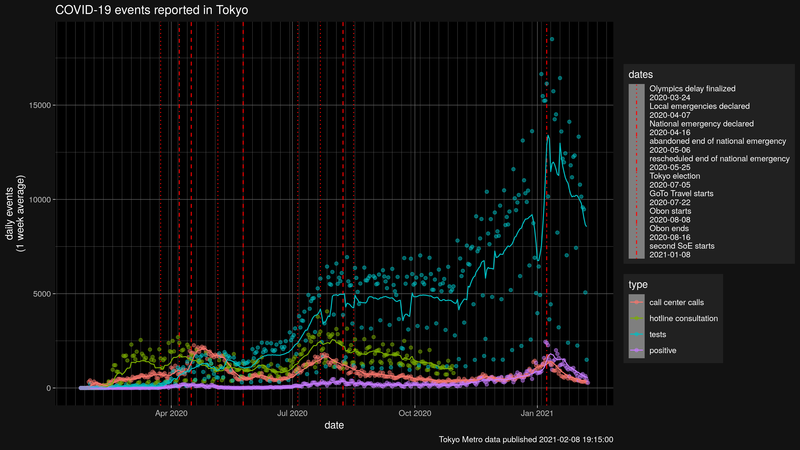 COVID-19 events reported in Tokyo
daily events
(1 week average)
15000
10000
5000
0
Apr 2020
Jul 2020
Oct 2020
Jan 2021
date
Tokyo Metro data published 2021-02-08 19:15:00
dates
Olympics delay finalized
2020-03-24
Local emergencies declared
2020-04-07
National emergency declared
2020-04-16
abandoned end of national emergency
2020-05-06
rescheduled end of national emergency
2020-05-25
Tokyo election
2020-07-05
GoTo Travel starts
2020-07-22
Obon starts
2020-08-08
Obon ends
2020-08-16
second SoE starts
2021-01-08
type
call center calls
hotline consultation
tests
positive